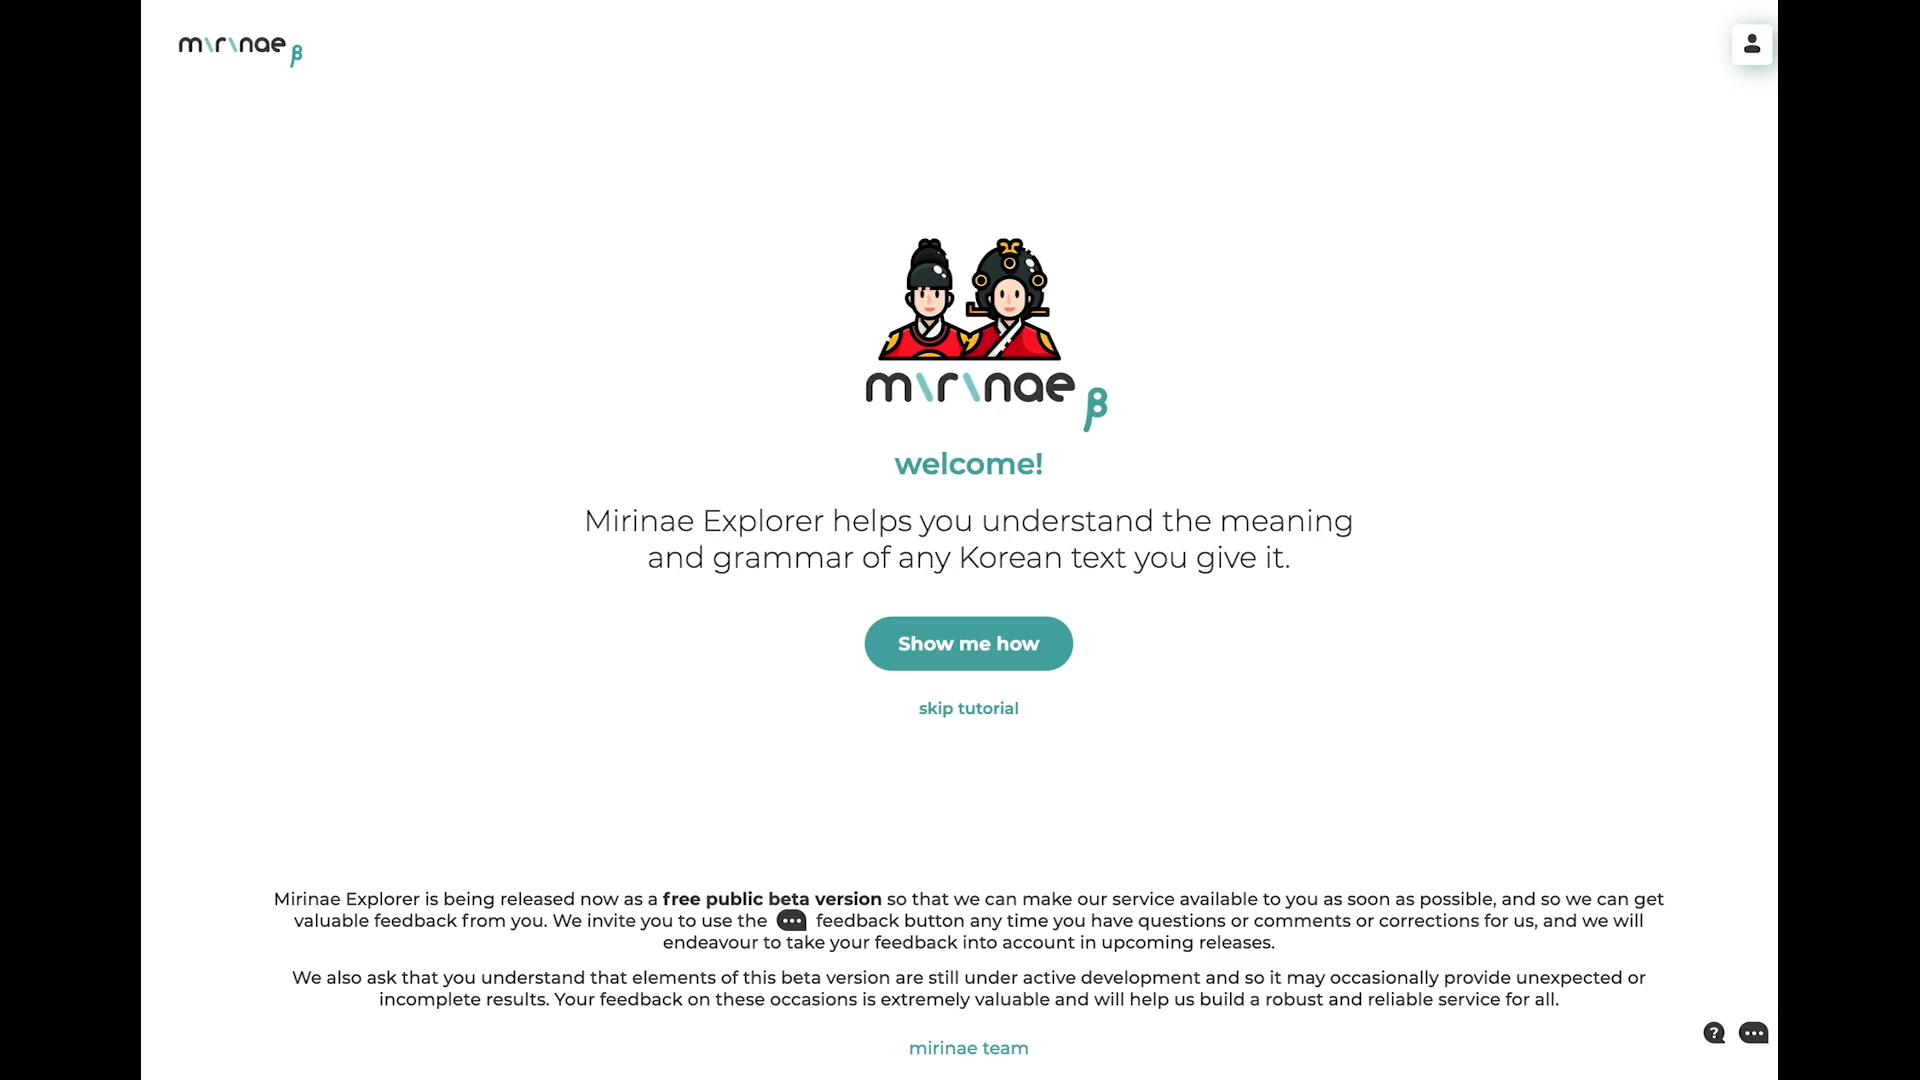 mirinae β
mirinae β
welcome!
Mirinae Explorer helps you understand the meaning
and grammar of any Korean text you give it.
Show me how
skip tutorial
Mirinae Explorer is being released now as a free public beta version so that we can make our service available to you as soon as possible, and so we can get
valuable feedback from you. We invite you to use the feedback button any time you have questions or comments or corrections for us, and we will
endeavour to take your feedback into account in upcoming releases.
We also ask that you understand that elements of this beta version are still under active development and so it may occasionally provide unexpected or
incomplete results. Your feedback on these occasions is extremely valuable and will help us build a robust and reliable service for all.
?
mirinae team